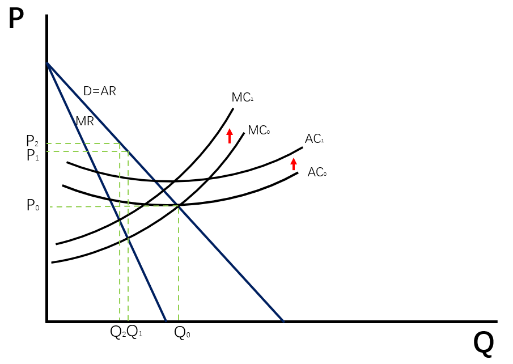 P
D=AR
MC₁
MR
MC₀
P₂
AC₁
P₁
AC₀
P₀
Q₂Q₁
Q₀
Q